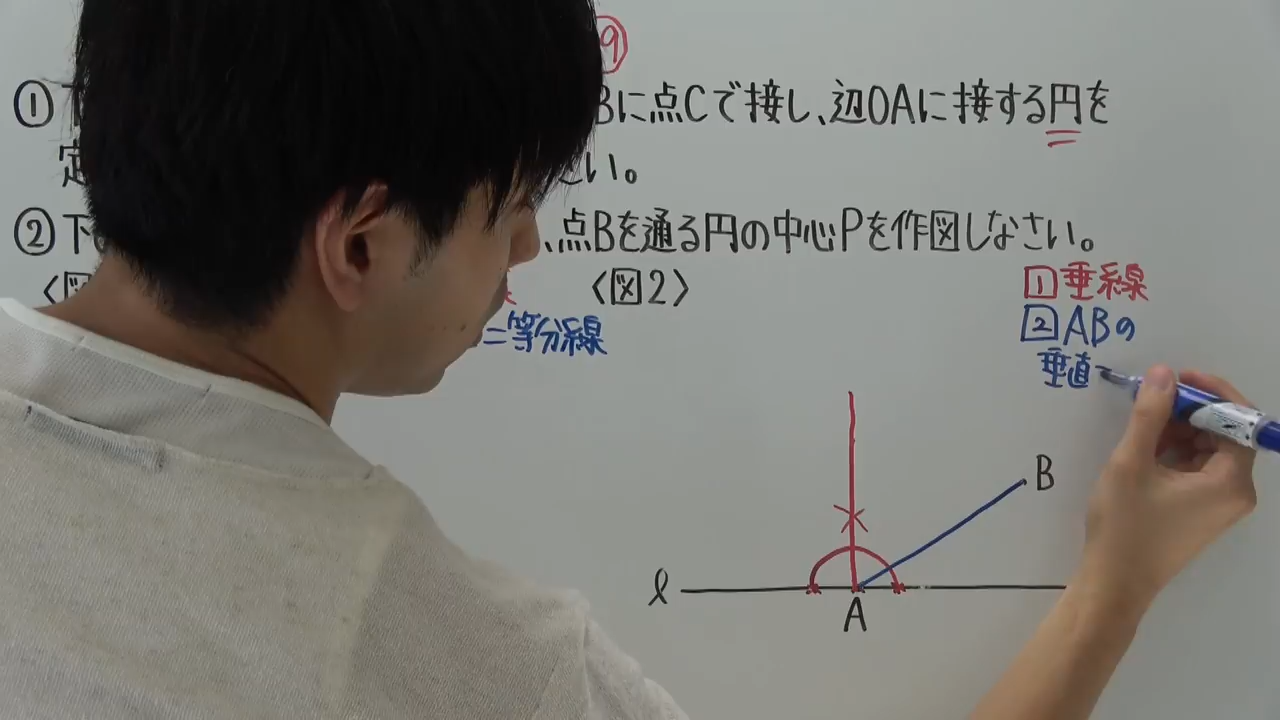 ⑨
① Bに点Cで接し、辺OAに接する円を
い。
② 下 、点Bを通る円の中心Pを作図しなさい。
〈図 〈図2〉
二等分線
1 垂線
2 ABの
垂直
B
ℓ
A